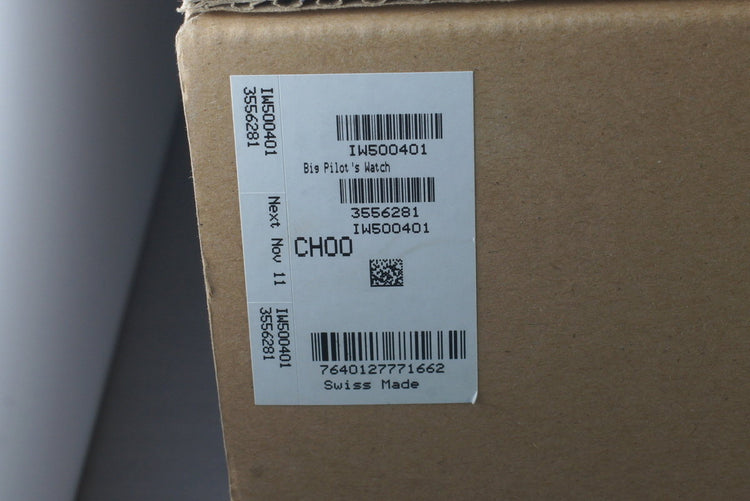 IW500401
3556281
IW500401
Big Pilot's Watch
3556281
IW500401
Next Nov 11
CH00
IW500401
3556281
7640127771662
Swiss Made